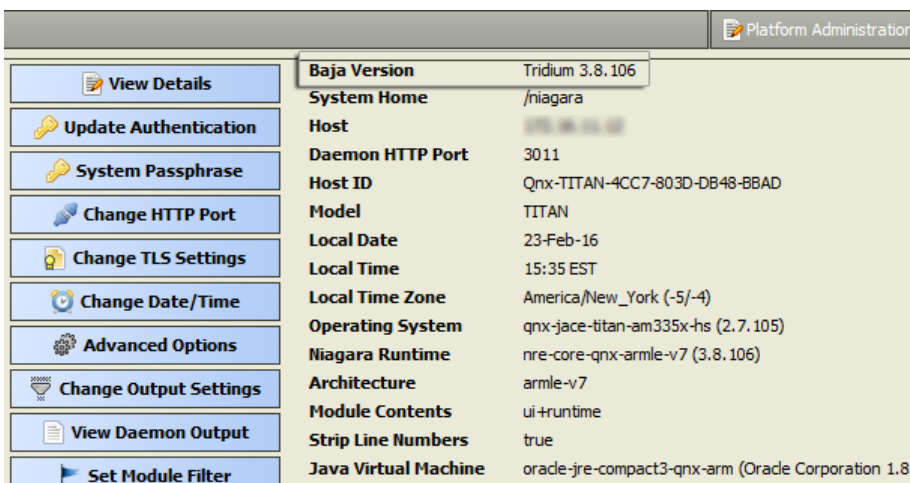 Platform Administration
View Details
Update Authentication
System Passphrase
Change HTTP Port
Change TLS Settings
Change Date/Time
Advanced Options
Change Output Settings
View Daemon Output
Set Module Filter
Baja Version Tridium 3.8.106
System Home /niagara
Host
Daemon HTTP Port 3011
Host ID Qnx-TITAN-4CC7-803D-DB48-BBAD
Model TITAN
Local Date 23-Feb-16
Local Time 15:35 EST
Local Time Zone America/New_York (-5/-4)
Operating System qnx-jace-titan-am335x-hs (2.7.105)
Niagara Runtime nre-core-qnx-armle-v7 (3.8.106)
Architecture armle-v7
Module Contents ui+runtime
Strip Line Numbers true
Java Virtual Machine oracle-jre-compact3-qnx-arm (Oracle Corporation 1.8